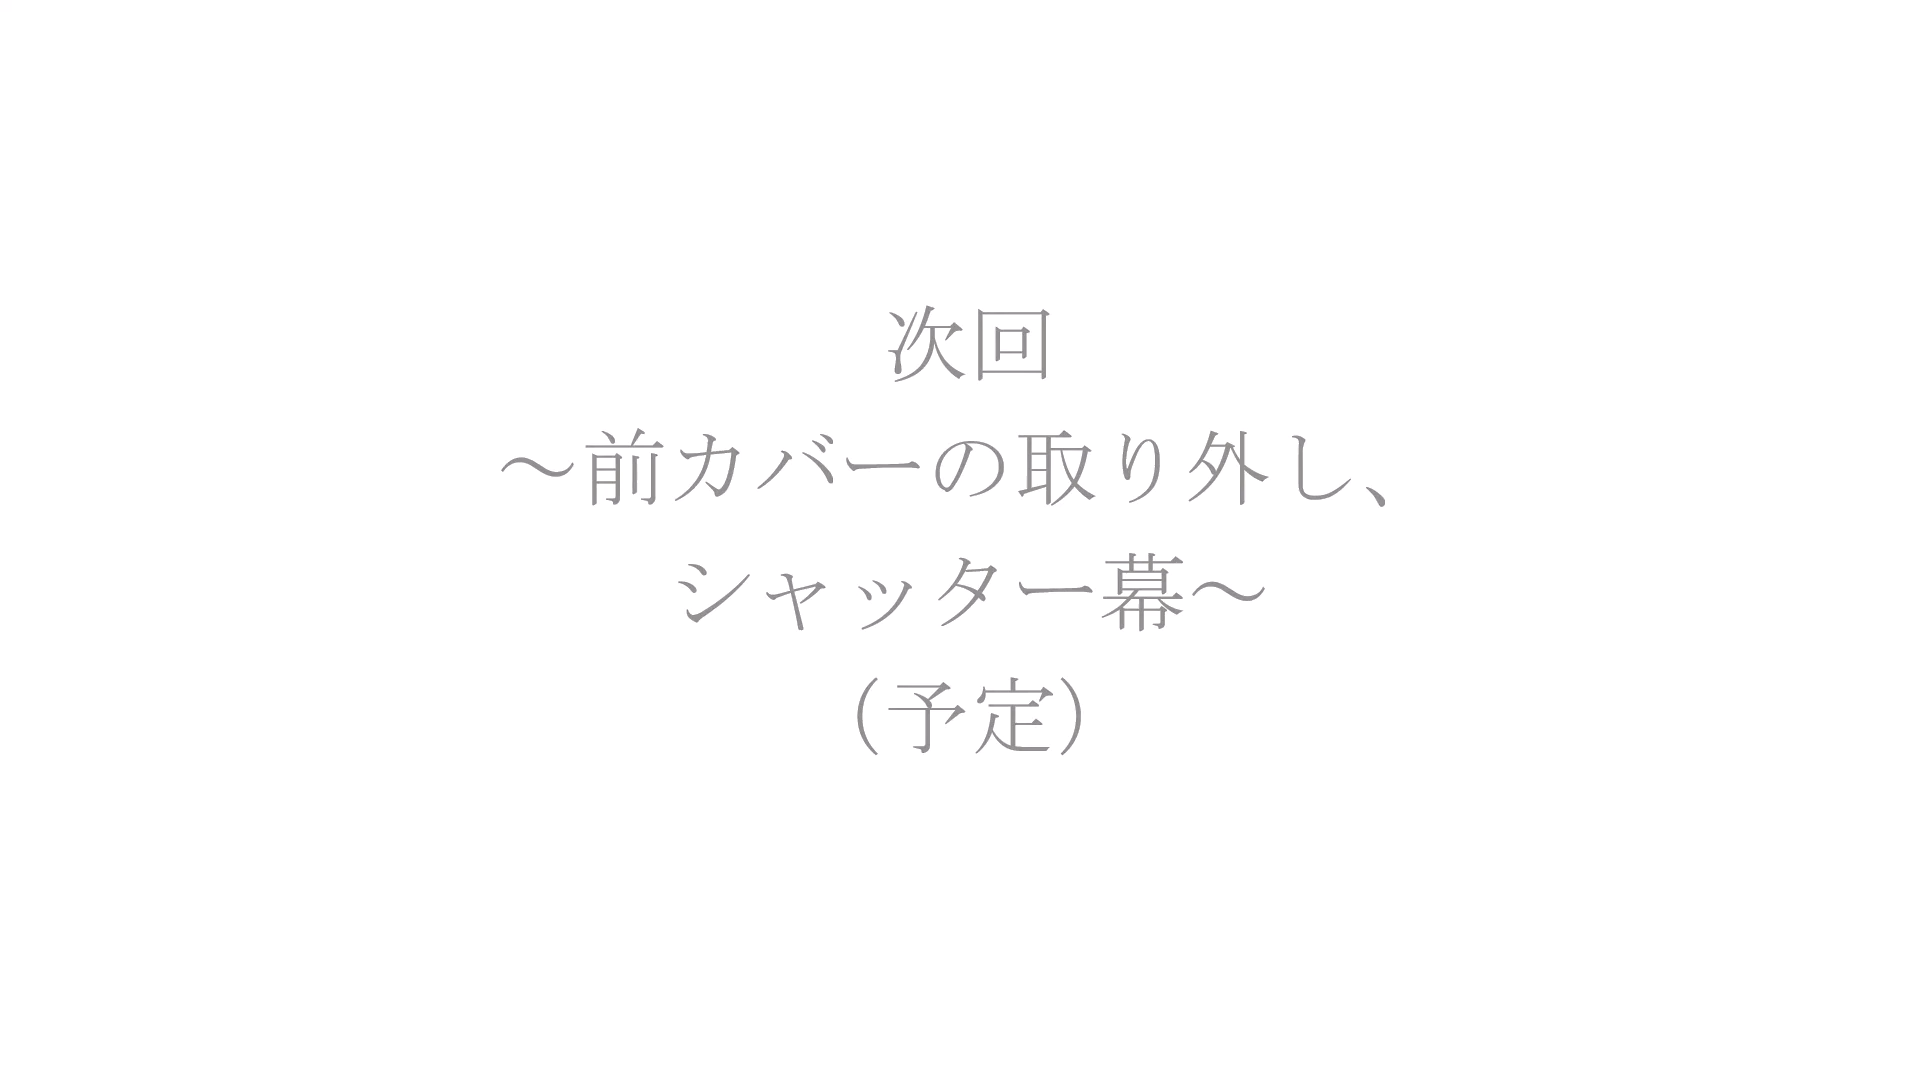 次回
～前カバーの取り外し、
シャッター幕～
（予定）